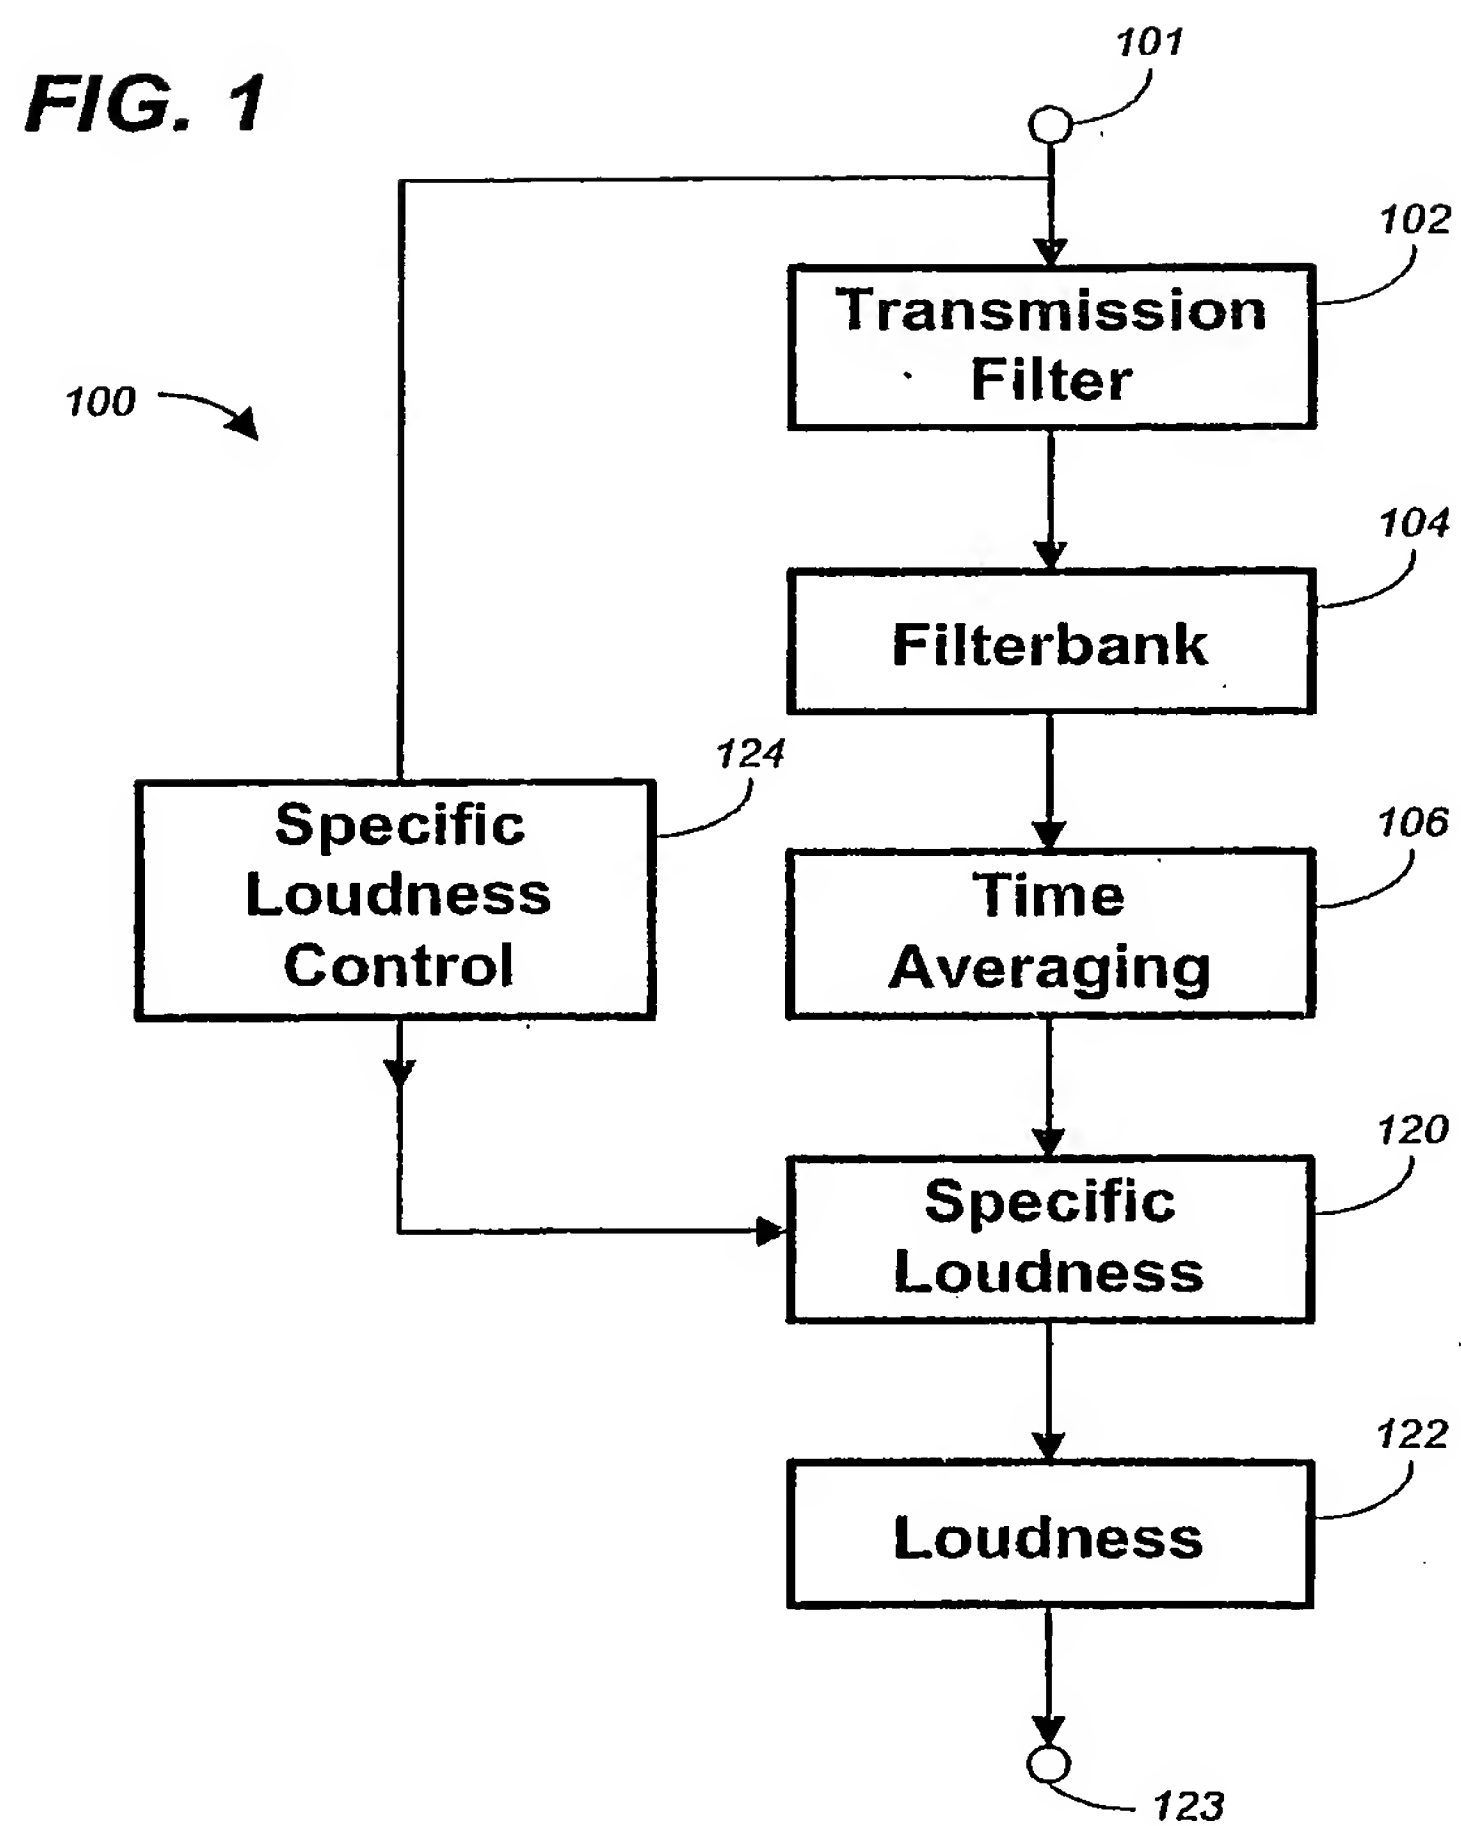 FIG. 1
101
102
Transmission
Filter
100
104
Filterbank
124
Specific
Loudness
Control
106
Time
Averaging
120
Specific
Loudness
122
Loudness
123